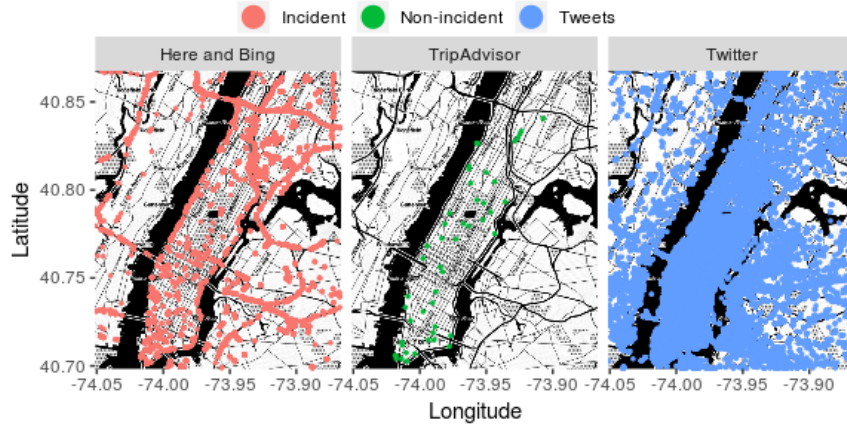 Incident Non-incident Tweets
Here and Bing TripAdvisor Twitter
40.85
40.80
40.75
40.70
Latitude
-74.05 -74.00 -73.95 -73.90 -74.05 -74.00 -73.95 -73.90 -74.05 -74.00 -73.95 -73.90
Longitude